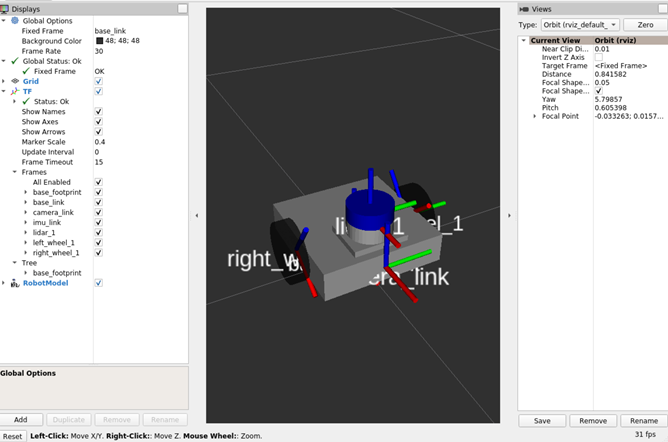 Displays
Global Options
Fixed Frame base_link
Background Color 48; 48; 48
Frame Rate 30
Global Status: Ok
Fixed Frame OK
Grid
TF
Status: Ok
Show Names
Show Axes
Show Arrows
Marker Scale 0.4
Update Interval 0
Frame Timeout 15
Frames
All Enabled
base_footprint
base_link
camera_link
imu_link
lidar_1
left_wheel_1
right_wheel_1
Tree
base_footprint
RobotModel
Global Options
Add Duplicate Remove Rename
Reset Left-Click: Move X/Y. Right-Click:: Move Z. Mouse Wheel:: Zoom.
li 1 el_1
right_w
era_link
Views
Type: Orbit (rviz_default_ Zero
Current View Orbit (rviz)
Near Clip Di... 0.01
Invert Z Axis
Target Frame <Fixed Frame>
Distance 0.841582
Focal Shape... 0.05
Focal Shape...
Yaw 5.79857
Pitch 0.605398
Focal Point -0.033263; 0.0157...
Save Remove Rename
31 fps